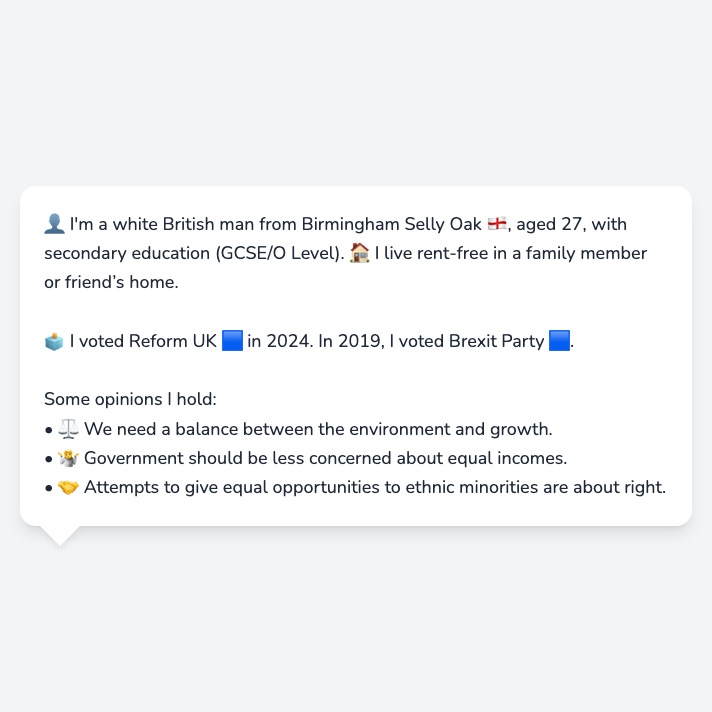 👤 I'm a white British man from Birmingham Selly Oak 🏴󠁧󠁢󠁥󠁮󠁧󠁿, aged 27, with
secondary education (GCSE/O Level). 🏠 I live rent-free in a family member
or friend’s home.
🗳️ I voted Reform UK 🟦 in 2024. In 2019, I voted Brexit Party 🟦.
Some opinions I hold:
• ⚖️ We need a balance between the environment and growth.
• 🤷 Government should be less concerned about equal incomes.
• 🤝 Attempts to give equal opportunities to ethnic minorities are about right.